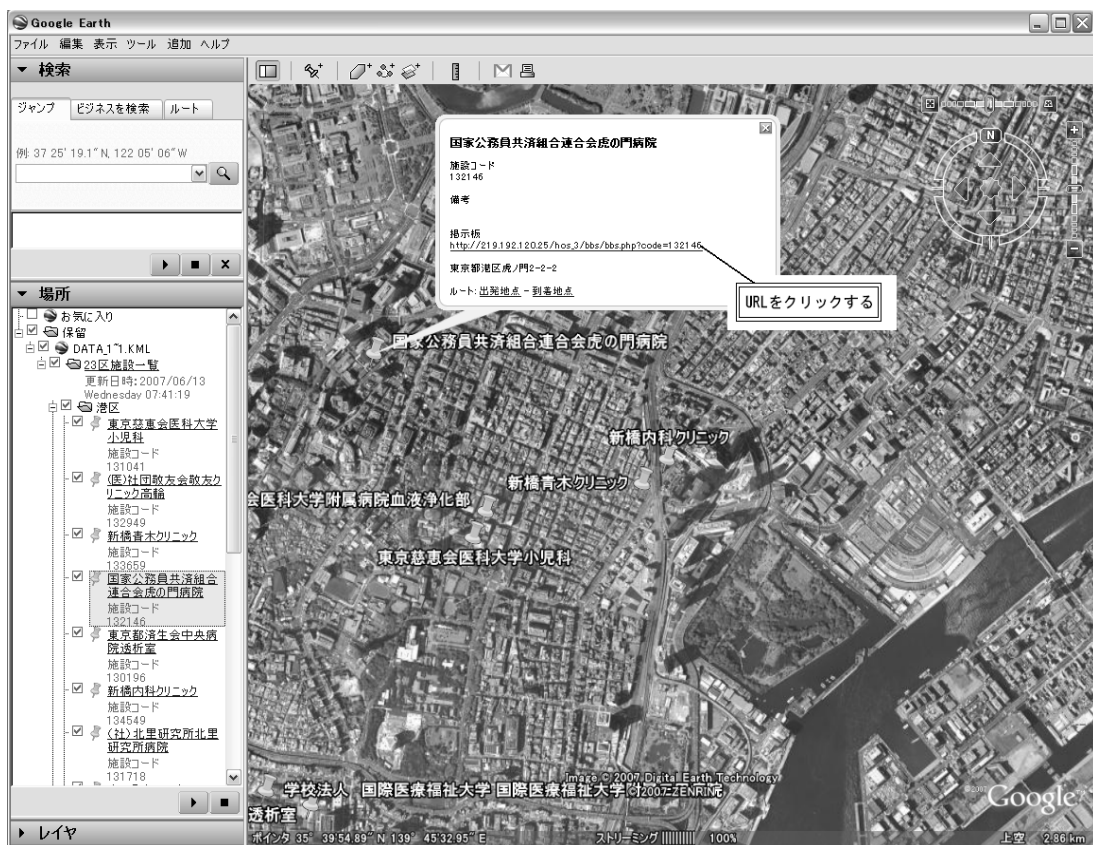 Google Earth
ファイル 編集 表示 ツール 追加 ヘルプ
▼ 検索
ジャンプ ビジネスを検索 ルート
例: 37 25' 19.1" N, 122 05' 06" W
▼ 場所
お気に入り
保留
DATA_1~1.KML
23区施設一覧
更新日時:2007/06/13
Wednesday 07:41:19
港区
東京慈恵会医科大学
小児科
施設コード
131041
(医)社団敬友会敬友ク
リニック高輪
施設コード
132949
新橋青木クリニック
施設コード
133659
国家公務員共済組合
連合会虎の門病院
施設コード
132146
東京都済生会中央病
院透析室
施設コード
130196
新橋内科クリニック
施設コード
134549
(社)北里研究所北里
研究所病院
施設コード
131718
レイヤ
国家公務員共済組合連合会虎の門病院
施設コード
132146
備考
掲示板
http://219.192.120.25/hos_3/bbs/bbs.php?code=132146
東京都港区虎ノ門2-2-2
ルート: 出発地点 - 到着地点
URLをクリックする
N
国家公務員共済組合連合会虎の門病院
新橋内科クリニック
新橋青木クリニック
会医科大学附属病院血液浄化部
東京慈恵会医科大学小児科
Image © 2007 Digital Earth Technology
学校法人 国際医療福祉大学 国際医療福祉大学
2007 ZENRIN
透析室
©2007 Google
ポインタ 35° 39'54.89" N 139° 45'32.95" E ストリーミング 100% 上空 2.86 km